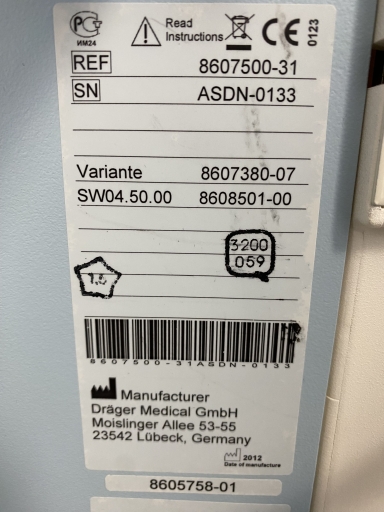 ИМ24
Read
Instructions
CE
0123
REF 8607500-31
SN ASDN-0133
Variante 8607380-07
SW04.50.00 8608501-00
3200
059
1.5
8607500-31ASDN-0133
Manufacturer
Dräger Medical GmbH
Moislinger Allee 53-55
23542 Lübeck, Germany
2012
Date of manufacture
8605758-01